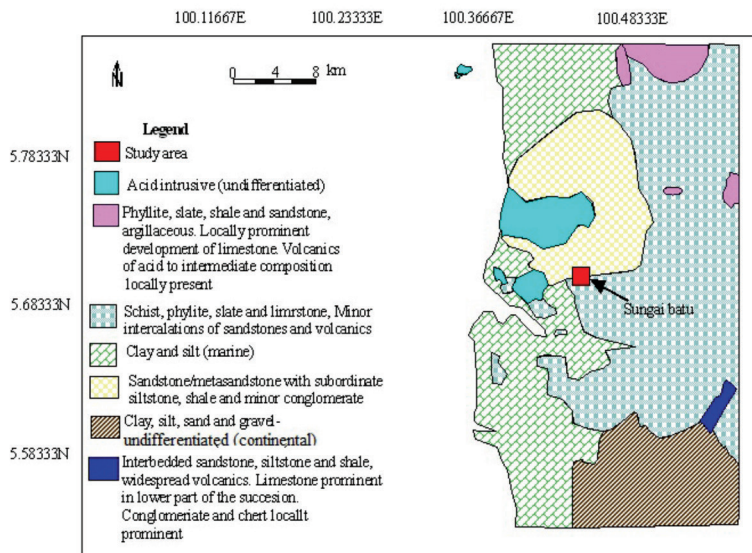 100.11667E 100.23333E 100.36667E 100.48333E
N
0 4 8 km
5.78333N
5.68333N
5.58333N
Legend
Study area
Acid intrusive (undifferentiated)
Phyllite, slate, shale and sandstone,
argillaceous. Locally prominent
development of limestone. Volcanics
of acid to intermediate composition
locally present
Schist, phylite, slate and limrstone, Minor
intercalations of sandstones and volcanics
Clay and silt (marine)
Sandstone/metasandstone with subordinate
siltstone, shale and minor conglomerate
Clay, silt, sand and gravel-
undifferentiated (continental)
Interbedded sandstone, siltstone and shale,
widespread volcanics. Limestone prominent
in lower part of the succesion.
Conglomeriate and chert locallt
prominent
Sungai batu